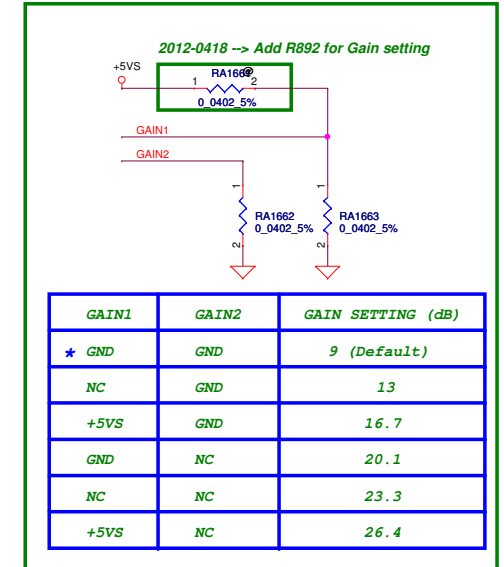 2012-0418 --> Add R892 for Gain setting
+5VS
1 2
@
0_0402_5%
GAIN1
GAIN2
1 1
RA1662 RA1663
0_0402_5% 0_0402_5%
2 2
GAIN1 GAIN2 GAIN SETTING (dB)
* GND GND 9 (Default)
NC GND 13
+5VS GND 16.7
GND NC 20.1
NC NC 23.3
+5VS NC 26.4